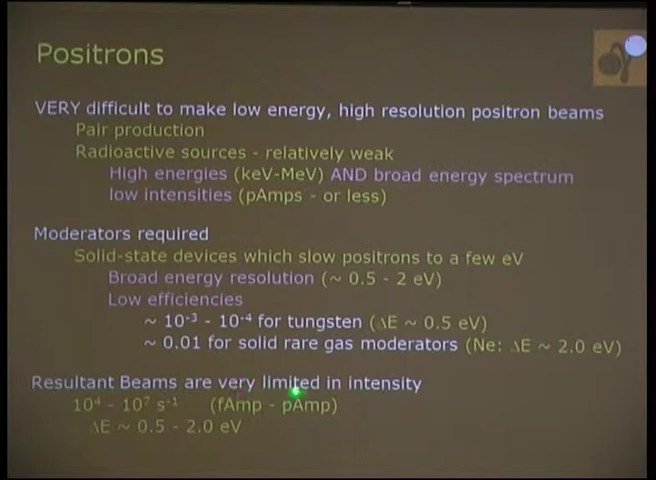 Positrons
VERY difficult to make low energy, high resolution positron beams
Pair production
Radioactive sources - relatively weak
High energies (keV-MeV) AND broad energy spectrum
low intensities (pAmps - or less)
Moderators required
Solid-state devices which slow positrons to a few eV
Broad energy resolution (~ 0.5 - 2 eV)
Low efficiencies
~ 10⁻³ - 10⁻⁴ for tungsten (ΔE ~ 0.5 eV)
~ 0.01 for solid rare gas moderators (Ne: ΔE ~ 2.0 eV)
Resultant Beams are very limited in intensity
10⁴ - 10⁷ s⁻¹ (fAmp - pAmp)
ΔE ~ 0.5 - 2.0 eV